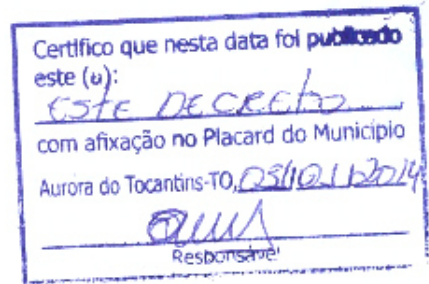 Certifico que nesta data foi publicado
este (a):
ESTE DECRETO
com afixação no Placard do Município
Aurora do Tocantins-TO, 03/10/2014
Responsável